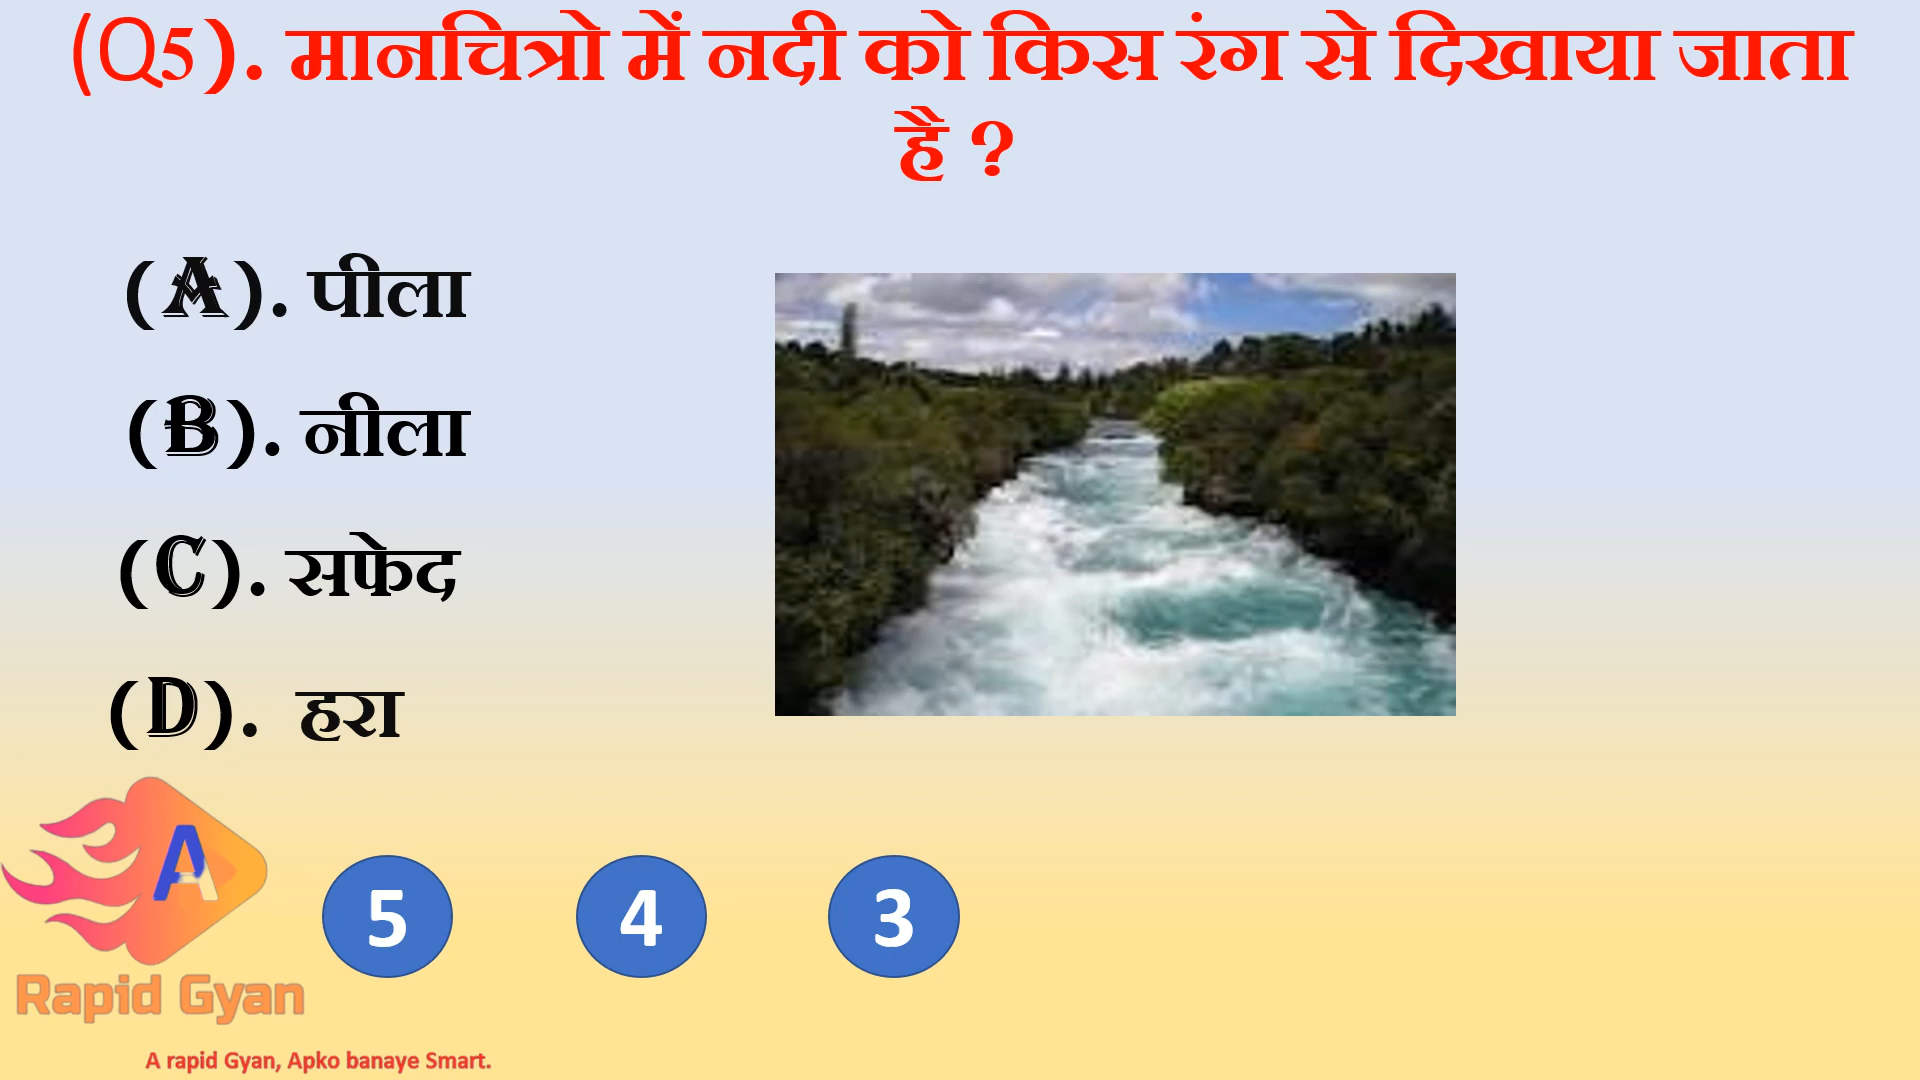 (Q5). मानचित्रो में नदी को किस रंग से दिखाया जाता
है ?
(A). पीला
(B). नीला
(C). सफेद
(D). हरा
A
5 4 3
Rapid Gyan
A rapid Gyan, Apko banaye Smart.